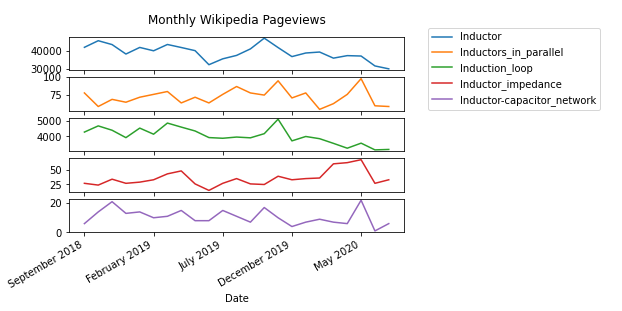 Monthly Wikipedia Pageviews
Inductor
Inductors_in_parallel
Induction_loop
Inductor_impedance
Inductor-capacitor_network
40000
30000
100
75
5000
4000
50
25
20
0
September 2018
February 2019
July 2019
December 2019
May 2020
Date